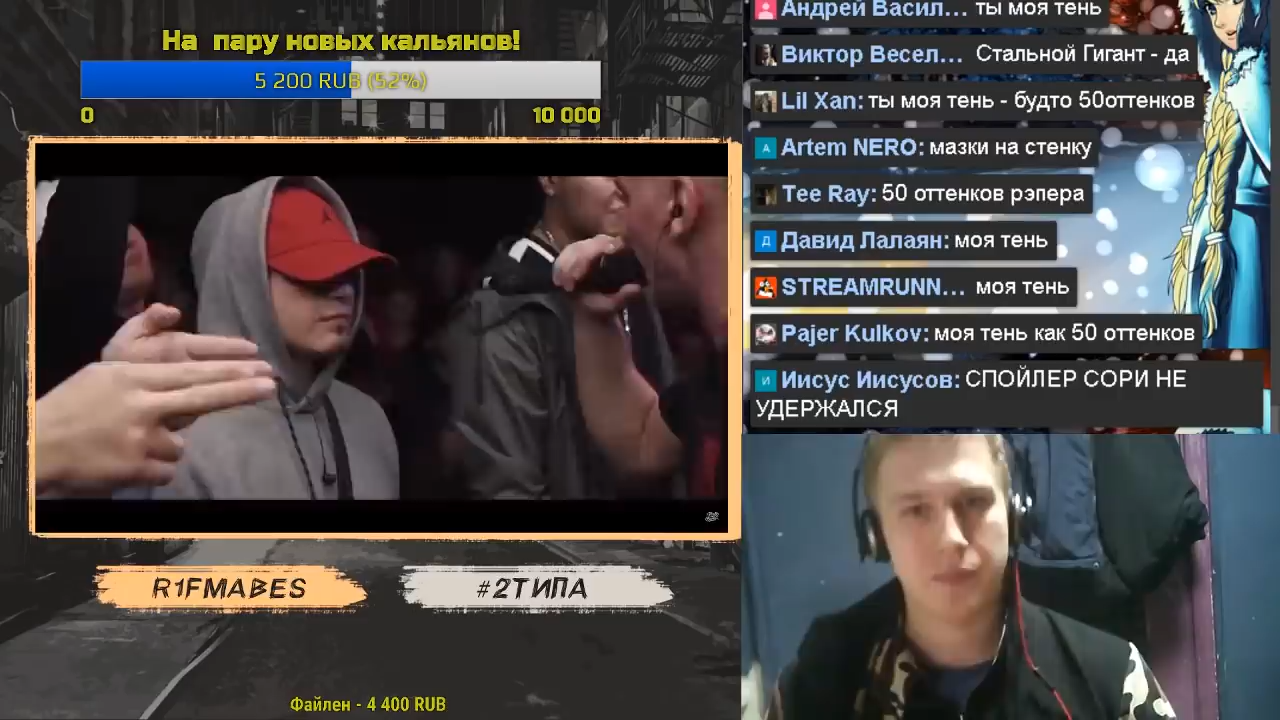 На пару новых кальянов!
5 200 RUB (52%)
0
10 000
R1FMABES
#2ТИПА
Файлен - 4 400 RUB
Андрей Васил... ты моя тень
Виктор Весел... Стальной Гигант - да
Lil Xan: ты моя тень - будто 50оттенков
Artem NERO: мазки на стенку
Tee Ray: 50 оттенков рэпера
Давид Лалаян: моя тень
STREAMRUNN... моя тень
Pajer Kulkov: моя тень как 50 оттенков
Иисус Иисусов: СПОЙЛЕР СОРИ НЕ
УДЕРЖАЛСЯ